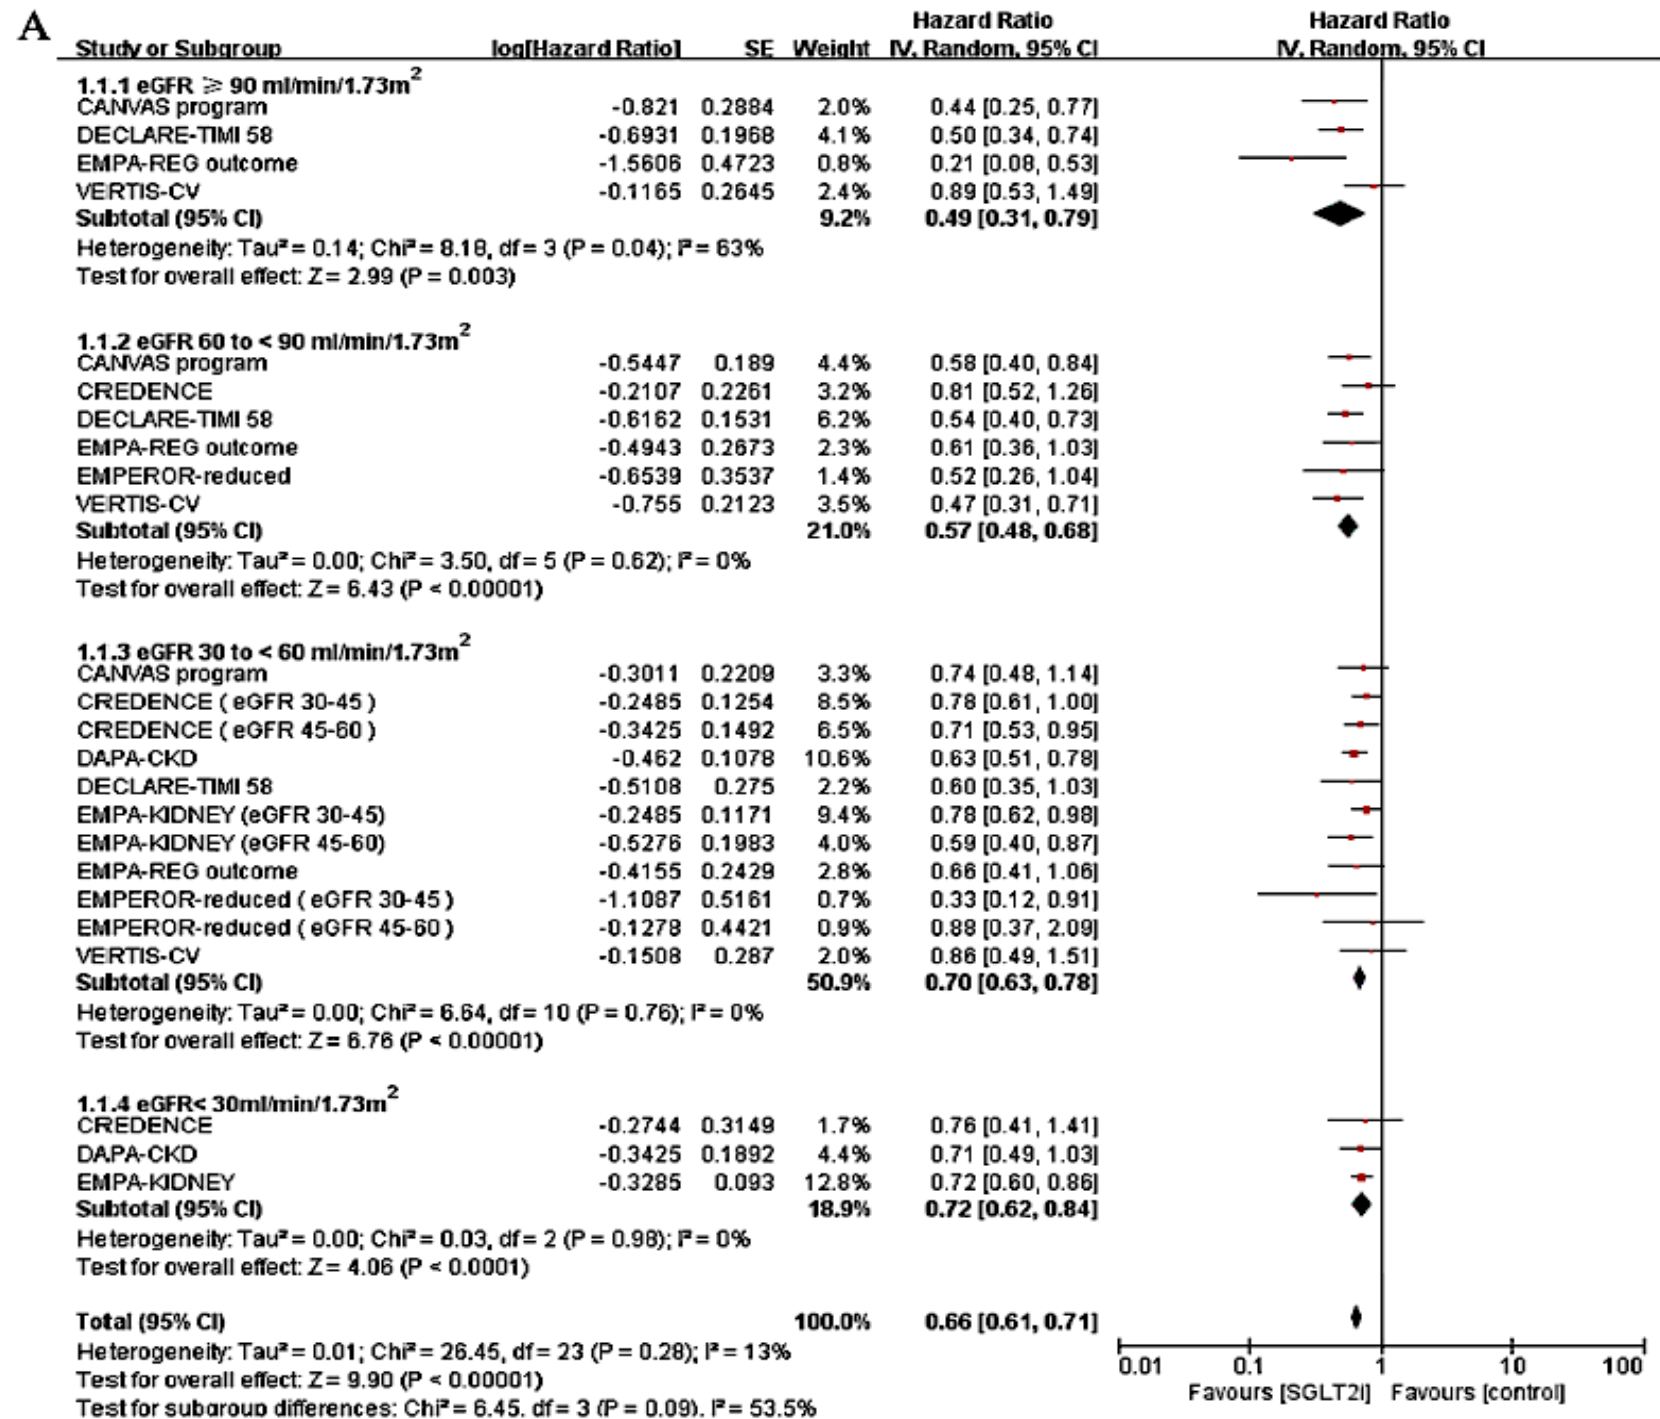 A
Hazard Ratio Hazard Ratio
Study or Subgroup log[Hazard Ratio] SE Weight IV, Random, 95% CI IV, Random, 95% CI
1.1.1 eGFR ≥ 90 ml/min/1.73m²
CANVAS program -0.821 0.2884 2.0% 0.44 [0.25, 0.77]
DECLARE-TIMI 58 -0.6931 0.1968 4.1% 0.50 [0.34, 0.74]
EMPA-REG outcome -1.5606 0.4723 0.8% 0.21 [0.08, 0.53]
VERTIS-CV -0.1165 0.2645 2.4% 0.89 [0.53, 1.49]
Subtotal (95% CI) 9.2% 0.49 [0.31, 0.79]
Heterogeneity: Tau² = 0.14; Chi² = 8.18, df = 3 (P = 0.04); I² = 63%
Test for overall effect: Z = 2.99 (P = 0.003)
1.1.2 eGFR 60 to < 90 ml/min/1.73m²
CANVAS program -0.5447 0.189 4.4% 0.58 [0.40, 0.84]
CREDENCE -0.2107 0.2261 3.2% 0.81 [0.52, 1.26]
DECLARE-TIMI 58 -0.6162 0.1531 6.2% 0.54 [0.40, 0.73]
EMPA-REG outcome -0.4943 0.2673 2.3% 0.61 [0.36, 1.03]
EMPEROR-reduced -0.6539 0.3537 1.4% 0.52 [0.26, 1.04]
VERTIS-CV -0.755 0.2123 3.5% 0.47 [0.31, 0.71]
Subtotal (95% CI) 21.0% 0.57 [0.48, 0.68]
Heterogeneity: Tau² = 0.00; Chi² = 3.50, df = 5 (P = 0.62); I² = 0%
Test for overall effect: Z = 6.43 (P < 0.00001)
1.1.3 eGFR 30 to < 60 ml/min/1.73m²
CANVAS program -0.3011 0.2209 3.3% 0.74 [0.48, 1.14]
CREDENCE ( eGFR 30-45 ) -0.2485 0.1254 8.5% 0.78 [0.61, 1.00]
CREDENCE ( eGFR 45-60 ) -0.3425 0.1492 6.5% 0.71 [0.53, 0.95]
DAPA-CKD -0.462 0.1078 10.6% 0.63 [0.51, 0.78]
DECLARE-TIMI 58 -0.5108 0.275 2.2% 0.60 [0.35, 1.03]
EMPA-KIDNEY (eGFR 30-45) -0.2485 0.1171 9.4% 0.78 [0.62, 0.98]
EMPA-KIDNEY (eGFR 45-60) -0.5276 0.1983 4.0% 0.59 [0.40, 0.87]
EMPA-REG outcome -0.4155 0.2429 2.8% 0.66 [0.41, 1.06]
EMPEROR-reduced ( eGFR 30-45 ) -1.1087 0.5161 0.7% 0.33 [0.12, 0.91]
EMPEROR-reduced ( eGFR 45-60 ) -0.1278 0.4421 0.9% 0.88 [0.37, 2.09]
VERTIS-CV -0.1508 0.287 2.0% 0.86 [0.49, 1.51]
Subtotal (95% CI) 50.9% 0.70 [0.63, 0.78]
Heterogeneity: Tau² = 0.00; Chi² = 6.64, df = 10 (P = 0.76); I² = 0%
Test for overall effect: Z = 6.76 (P < 0.00001)
1.1.4 eGFR< 30ml/min/1.73m²
CREDENCE -0.2744 0.3149 1.7% 0.76 [0.41, 1.41]
DAPA-CKD -0.3425 0.1892 4.4% 0.71 [0.49, 1.03]
EMPA-KIDNEY -0.3285 0.093 12.8% 0.72 [0.60, 0.86]
Subtotal (95% CI) 18.9% 0.72 [0.62, 0.84]
Heterogeneity: Tau² = 0.00; Chi² = 0.03, df = 2 (P = 0.98); I² = 0%
Test for overall effect: Z = 4.06 (P < 0.0001)
Total (95% CI) 100.0% 0.66 [0.61, 0.71]
Heterogeneity: Tau² = 0.01; Chi² = 26.45, df = 23 (P = 0.28); I² = 13%
0.01 0.1 1 10 100
Test for overall effect: Z = 9.90 (P < 0.00001)
Favours [SGLT2i] Favours [control]
Test for subgroup differences: Chi² = 6.45, df = 3 (P = 0.09), I² = 53.5%